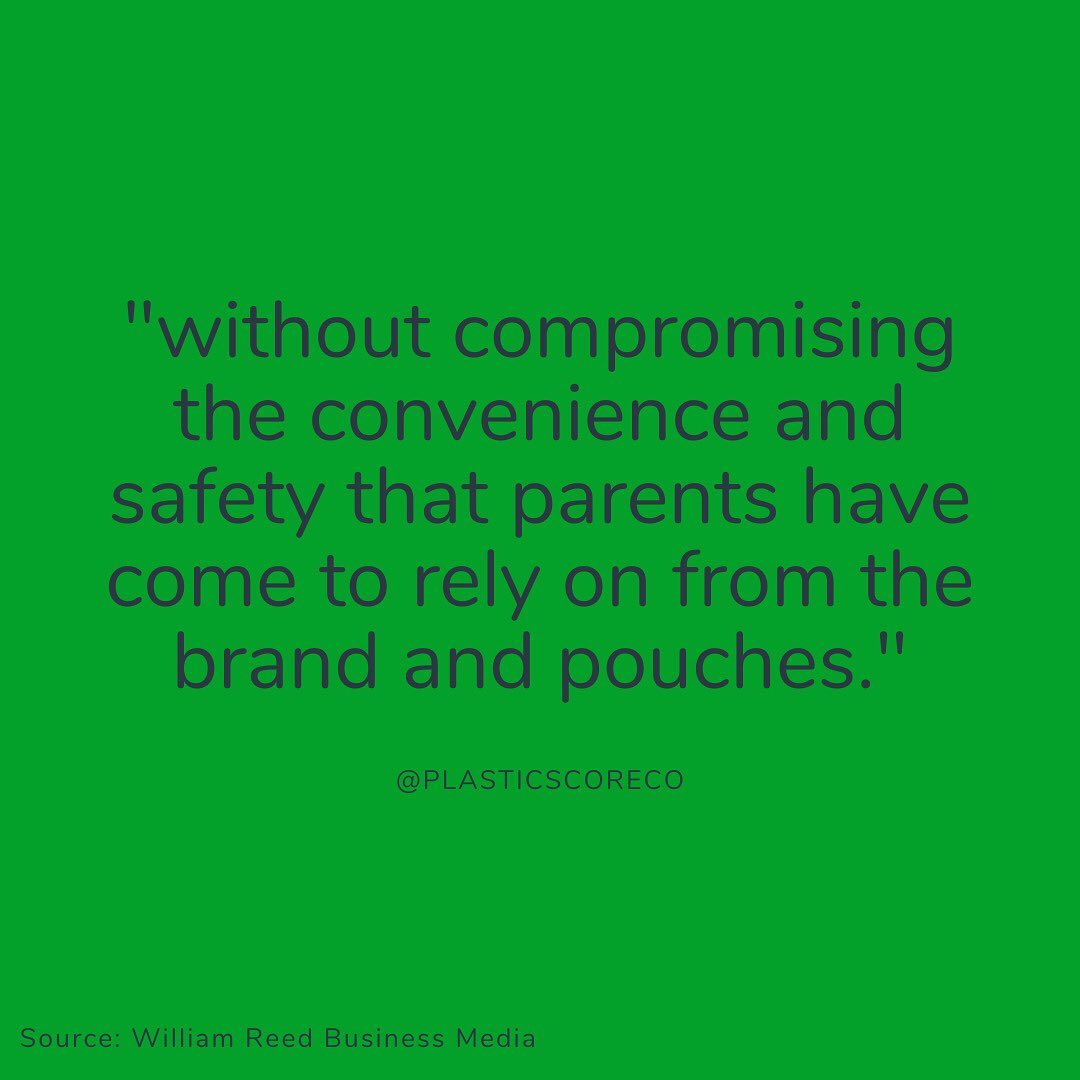 "without compromising
the convenience and
safety that parents have
come to rely on from the
brand and pouches."
@PLASTICSCORECO
Source: William Reed Business Media